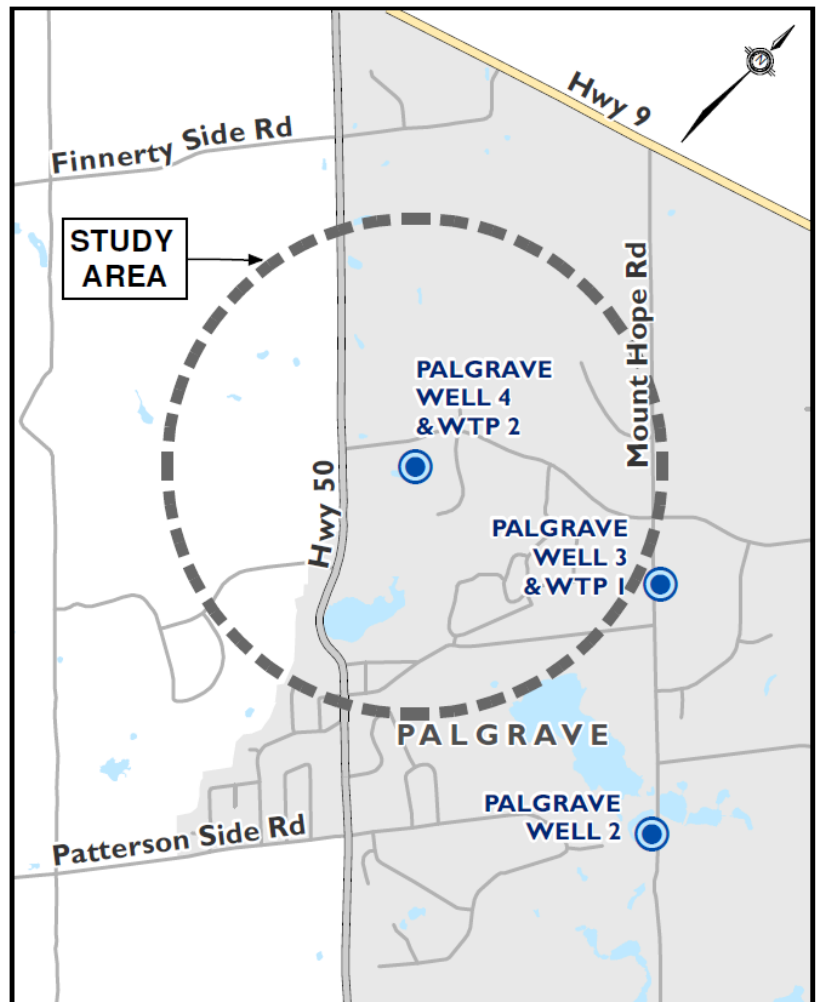 Hwy 9
N
Finnerty Side Rd
STUDY
AREA
Mount Hope Rd
PALGRAVE
WELL 4
& WTP 2
Hwy 50
PALGRAVE
WELL 3
& WTP 1
PALGRAVE
PALGRAVE
WELL 2
Patterson Side Rd